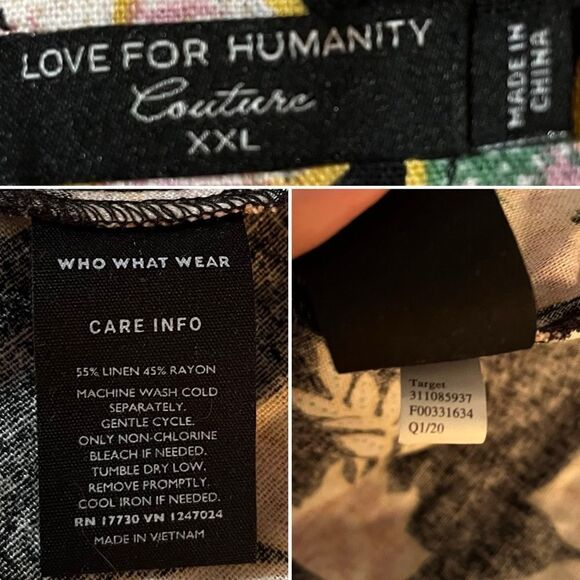 LOVE FOR HUMANITY
Couture
XXL
MADE IN
CHINA
WHO WHAT WEAR
CARE INFO
55% LINEN 45% RAYON
MACHINE WASH COLD
SEPARATELY.
GENTLE CYCLE.
ONLY NON-CHLORINE
BLEACH IF NEEDED.
TUMBLE DRY LOW.
REMOVE PROMPTLY.
COOL IRON IF NEEDED.
RN 17730 VN 1247024
MADE IN VIETNAM
Target
311085937
F00331634
Q1/20